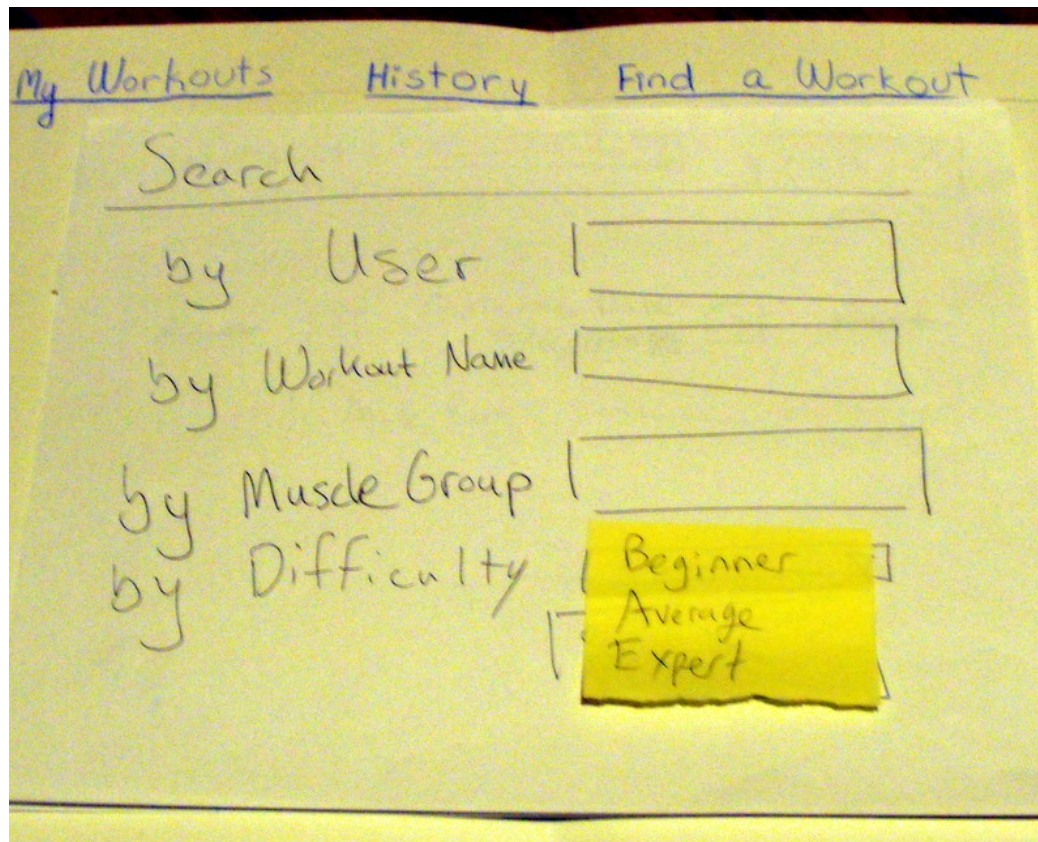 My Workouts History Find a Workout
Search
by User
by Workout Name
by Muscle Group
by Difficulty Beginner
Average
Expert